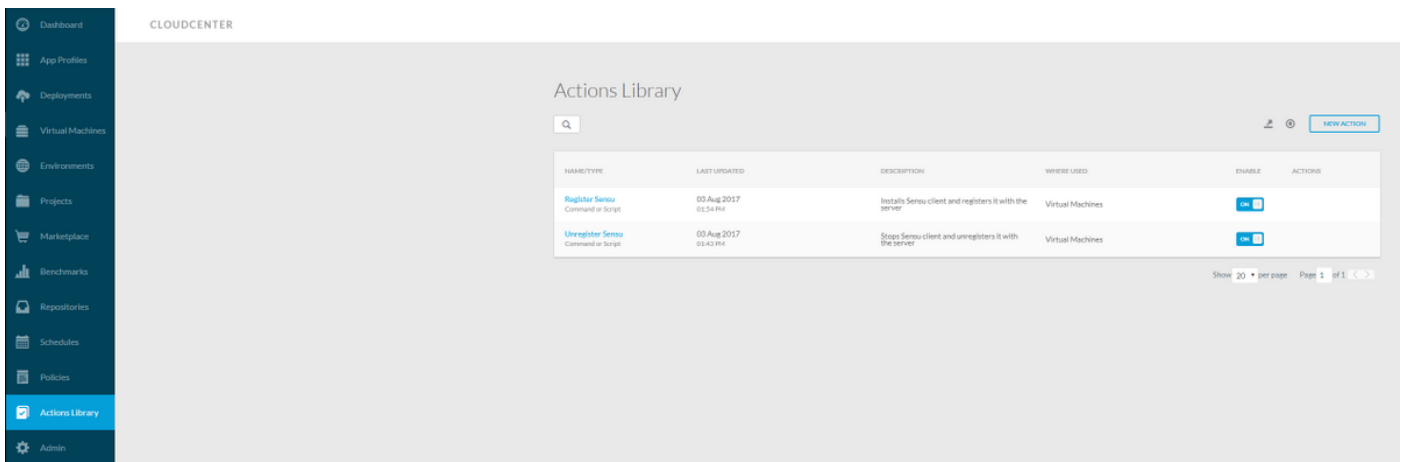 Dashboard
CLOUDCENTER
App Profiles
Deployments
Virtual Machines
Environments
Projects
Marketplace
Benchmarks
Repositories
Schedules
Policies
Actions Library
Admin
Actions Library
NEW ACTION
NAME/TYPE LAST UPDATED DESCRIPTION WHERE USED ENABLE ACTIONS
Register Sensu 03 Aug 2017 Installs Sensu client and registers it with the Virtual Machines ON
Command or Script 01:54 PM server
Unregister Sensu 03 Aug 2017 Stops Sensu client and unregisters it with Virtual Machines ON
Command or Script 01:43 PM the server
Show 20 per page Page 1 of 1